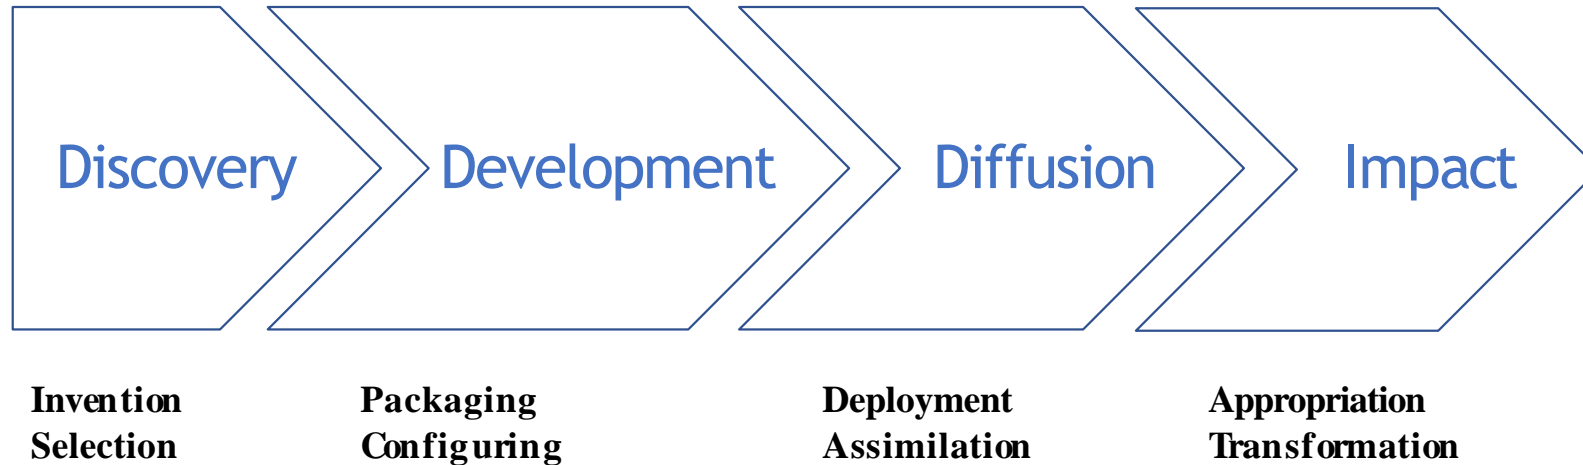 Discovery Development Diffusion Impact
Invention Packaging Deployment Appropriation
Selection Configuring Assimilation Transformation